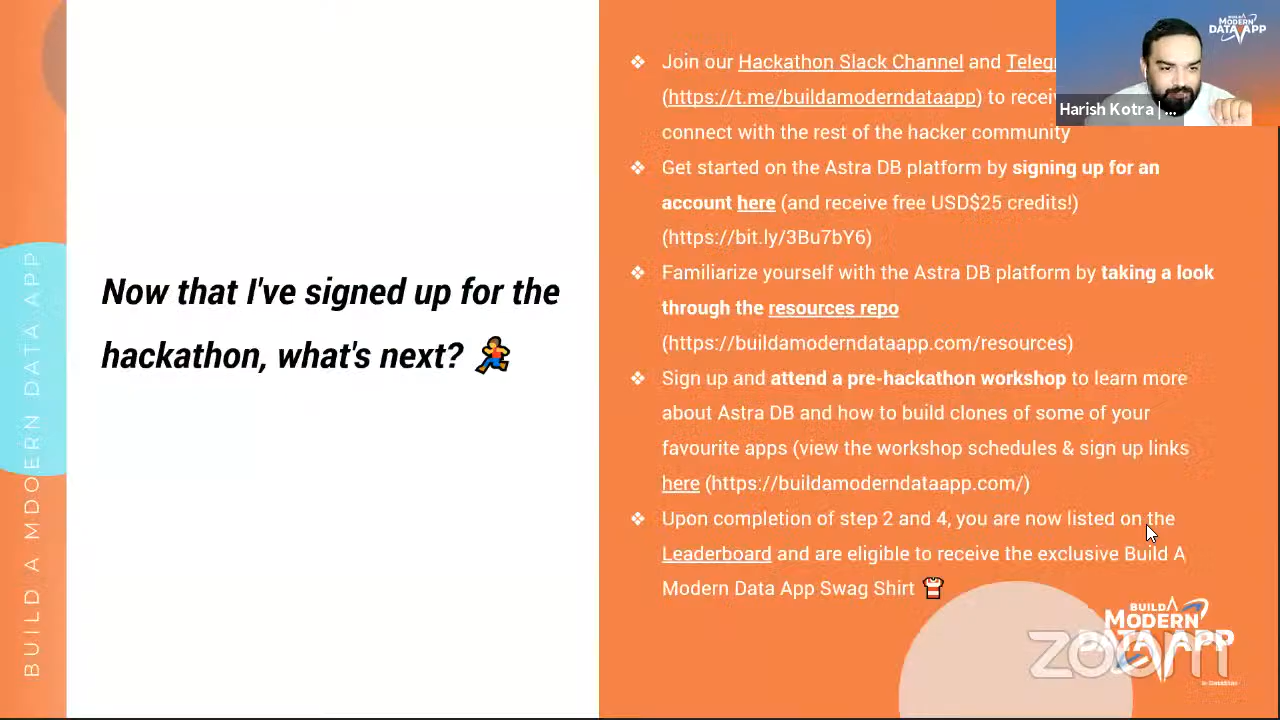 BUILD A MDOERN DATA APP
Now that I've signed up for the
hackathon, what's next?
❖ Join our Hackathon Slack Channel and
(https://t.me/buildamoderndataapp) to
connect with the rest of the hacker community
❖ Get started on the Astra DB platform by signing up for an
account here (and receive free USD$25 credits!)
(https://bit.ly/3Bu7bY6)
❖ Familiarize yourself with the Astra DB platform by taking a look
through the resources repo
(https://buildamoderndataapp.com/resources)
❖ Sign up and attend a pre-hackathon workshop to learn more
about Astra DB and how to build clones of some of your
favourite apps (view the workshop schedules & sign up links
here (https://buildamoderndataapp.com/)
❖ Upon completion of step 2 and 4, you are now listed on the
Leaderboard and are eligible to receive the exclusive Build A
Modern Data App Swag Shirt
BUILD A
MODERN
DATA APP
Harish Kotra | ...
BUILD A
MODERN
DATA APP
zoom